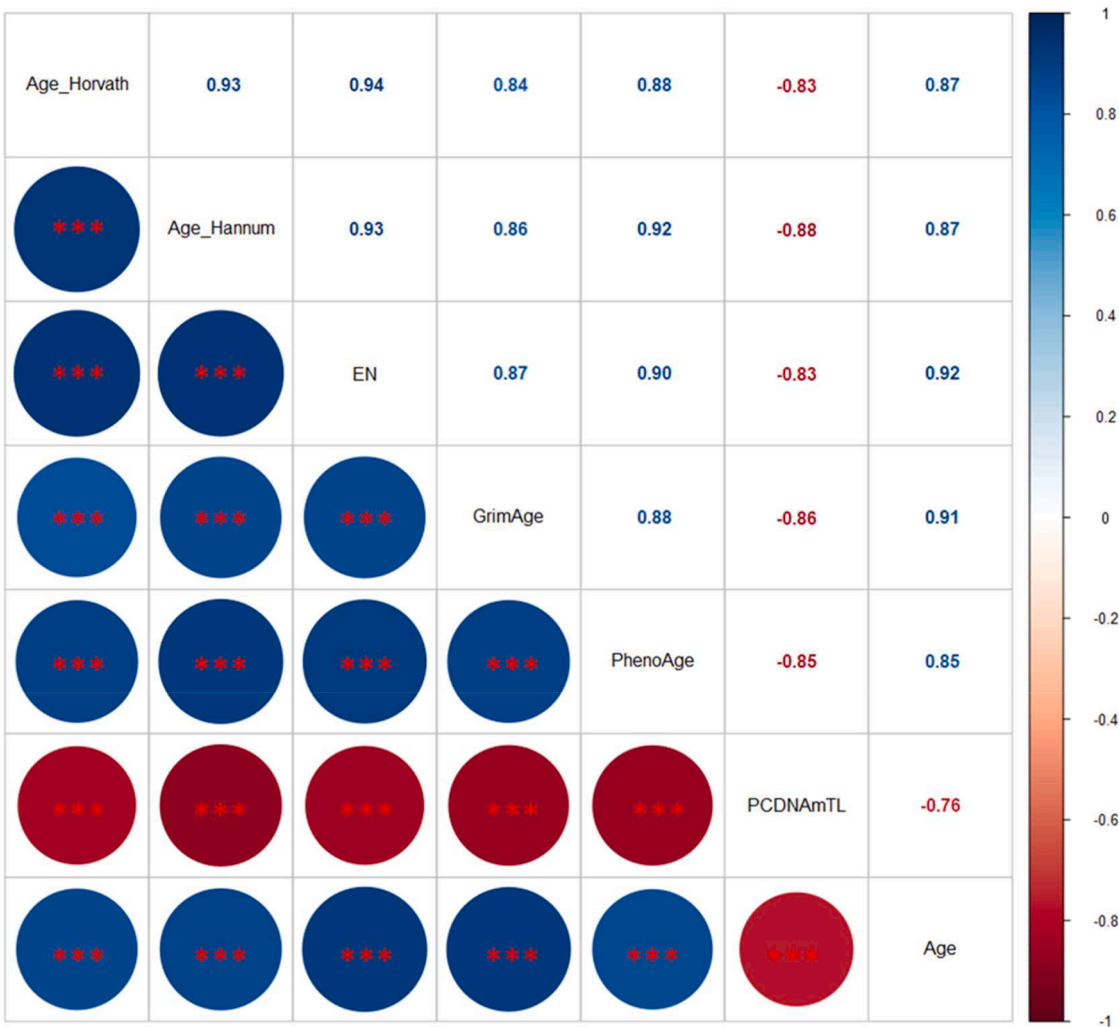 Age_Horvath 0.93 0.94 0.84 0.88 -0.83 0.87
*** Age_Hannum 0.93 0.86 0.92 -0.88 0.87
*** *** EN 0.87 0.90 -0.83 0.92
*** *** *** GrimAge 0.88 -0.86 0.91
*** *** *** *** PhenoAge -0.85 0.85
*** *** *** *** *** PCDNAmTL -0.76
*** *** *** *** *** *** Age
1
0.8
0.6
0.4
0.2
0
-0.2
-0.4
-0.6
-0.8
-1